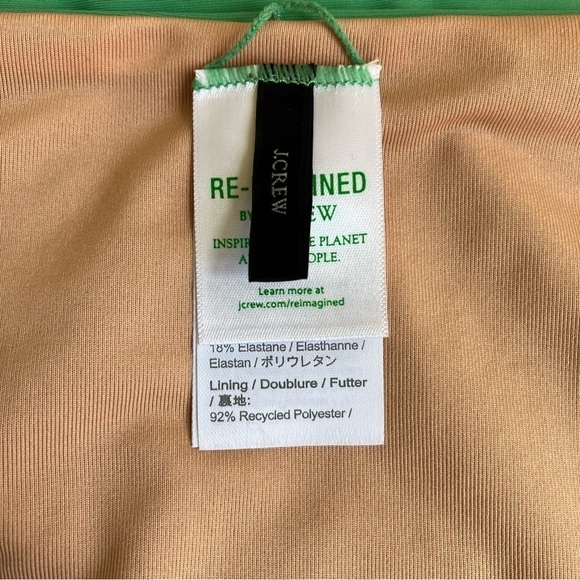 J.CREW
RE- INED
BY EW
INSPIR E PLANET
A OPLE.
Learn more at
jcrew.com/reimagined
18% Elastane / Elasthanne /
Elastan / ポリウレタン
Lining / Doublure / Futter
/ 裏地:
92% Recycled Polyester /